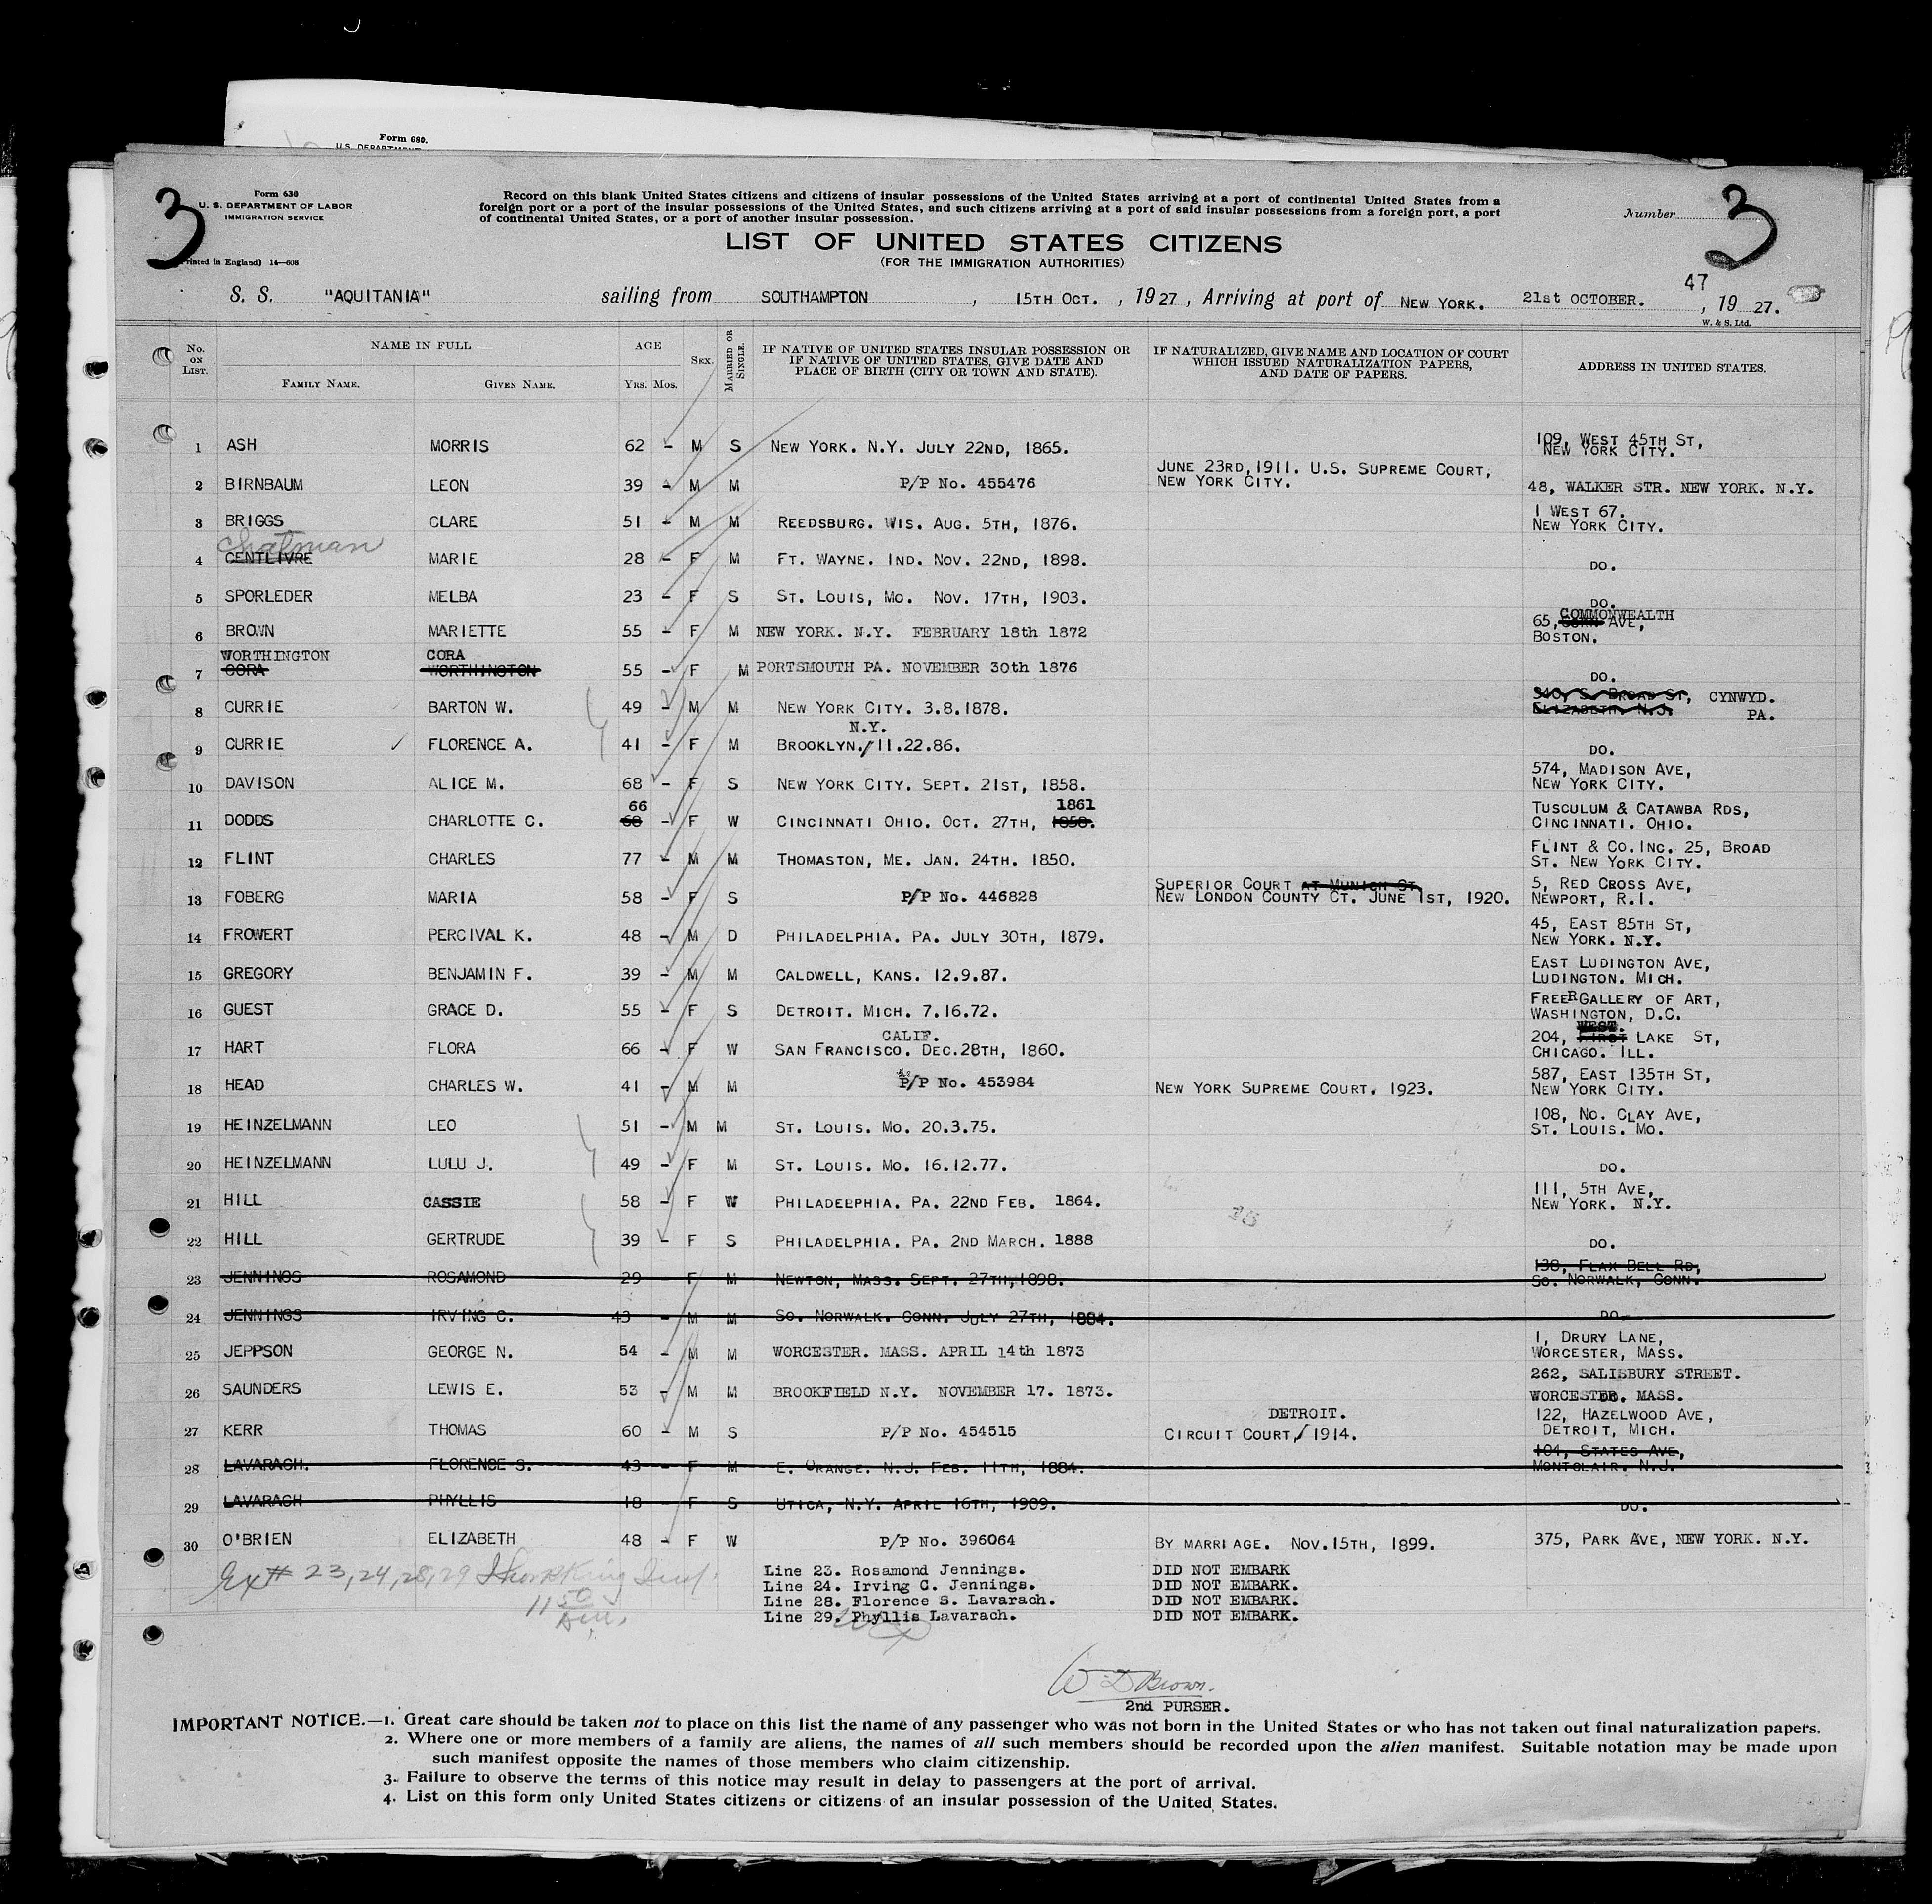 Form 680.
U.S. DEPARTMENT
3
Form 630
U. S. DEPARTMENT OF LABOR
IMMIGRATION SERVICE
Printed in England) 14—608
Record on this blank United States citizens and citizens of insular possessions of the United States arriving at a port of continental United States from a
foreign port or a port of the insular possessions of the United States, and such citizens arriving at a port of said insular possessions from a foreign port, a port
of continental United States, or a port of another insular possession.
Number 3
LIST OF UNITED STATES CITIZENS
(FOR THE IMMIGRATION AUTHORITIES)
47
S. S. "AQUITANIA" sailing from SOUTHAMPTON, 15TH OCT., 1927, Arriving at port of NEW YORK. 21st OCTOBER., 1927.
W. & S. Ltd.
No. ON LIST. NAME IN FULL AGE SEX. MARRIED OR SINGLE. IF NATIVE OF UNITED STATES INSULAR POSSESSION OR IF NATIVE OF UNITED STATES, GIVE DATE AND PLACE OF BIRTH (CITY OR TOWN AND STATE). IF NATURALIZED, GIVE NAME AND LOCATION OF COURT WHICH ISSUED NATURALIZATION PAPERS, AND DATE OF PAPERS. ADDRESS IN UNITED STATES.
FAMILY NAME. GIVEN NAME. YRS. MOS.
1 ASH MORRIS 62 - M S NEW YORK. N.Y. JULY 22ND, 1865. 109, WEST 45TH ST, NEW YORK CITY.
2 BIRNBAUM LEON 39 - M M P/P No. 455476 JUNE 23RD, 1911. U.S. SUPREME COURT, NEW YORK CITY. 48, WALKER STR. NEW YORK. N.Y.
3 BRIGGS CLARE 51 - M M REEDSBURG. WIS. AUG. 5TH, 1876. 1 WEST 67. NEW YORK CITY.
Chatman
4 CENTLIVRE MARIE 28 - F M FT. WAYNE. IND. NOV. 22ND, 1898. DO.
5 SPORLEDER MELBA 23 - F S ST. LOUIS, MO. NOV. 17TH, 1903. DO.
6 BROWN MARIETTE 55 - F M NEW YORK. N.Y. FEBRUARY 18th 1872 65, COMMONWEALTH AVE, BOSTON.
WORTHINGTON CORA
7 CORA WORTHINGTON 55 - F M PORTSMOUTH PA. NOVEMBER 30th 1876 DO.
8 CURRIE BARTON W. 49 - M M NEW YORK CITY. 3.8.1878. 340, S. BROAD ST, ELIZABETH. N.J. CYNWYD. PA.
9 CURRIE FLORENCE A. 41 - F M BROOKLYN./ N.Y. 11.22.86. DO.
10 DAVISON ALICE M. 68 - F S NEW YORK CITY. SEPT. 21ST, 1858. 574, MADISON AVE, NEW YORK CITY.
66 1861
11 DODDS CHARLOTTE C. 68 - F W CINCINNATI OHIO. OCT. 27TH, 1858. TUSCULUM & CATAWBA RDS, CINCINNATI. OHIO.
12 FLINT CHARLES 77 - M M THOMASTON, ME. JAN. 24TH. 1850. FLINT & CO. INC. 25, BROAD ST. NEW YORK CITY.
13 FOBERG MARIA 58 - F S P/P No. 446828 SUPERIOR COURT AT MUNICH ST NEW LONDON COUNTY CT. JUNE 1ST, 1920. 5, RED CROSS AVE, NEWPORT, R.I.
14 FROWERT PERCIVAL K. 48 - M D PHILADELPHIA. PA. JULY 30TH, 1879. 45, EAST 85TH ST, NEW YORK. N.Y.
15 GREGORY BENJAMIN F. 39 - M M CALDWELL, KANS. 12.9.87. EAST LUDINGTON AVE, LUDINGTON. MICH.
16 GUEST GRACE D. 55 - F S DETROIT. MICH. 7.16.72. FREER GALLERY OF ART, WASHINGTON, D.C.
17 HART FLORA 66 - F W SAN FRANCISCO. CALIF. DEC.28TH, 1860. 204, WEST. FIRST LAKE ST, CHICAGO. ILL.
18 HEAD CHARLES W. 41 - M M P/P No. 453984 NEW YORK SUPREME COURT. 1923. 587, EAST 135TH ST, NEW YORK CITY.
19 HEINZELMANN LEO 51 - M M ST. LOUIS. MO. 20.3.75. 108, NO. CLAY AVE, ST. LOUIS. MO.
20 HEINZELMANN LULU J. 49 - F M ST. LOUIS. MO. 16.12.77. DO.
21 HILL CASSIE 58 - F W PHILADELPHIA. PA. 22ND FEB. 1864. 111, 5TH AVE, NEW YORK. N.Y.
22 HILL GERTRUDE 39 F S PHILADELPHIA. PA. 2ND MARCH. 1888 DO.
23 JENNINGS ROSAMOND 29 - F M NEWTON, MASS. SEPT. 27TH, 1898. 138, FLAX BELL RD, SO. NORWALK, CONN.
24 JENNINGS IRVING C. 43 - M M SO. NORWALK. CONN. JULY 27TH, 1884. DO.
25 JEPPSON GEORGE N. 54 - M M WORCESTER. MASS. APRIL 14th 1873 1, DRURY LANE, WORCESTER, MASS.
26 SAUNDERS LEWIS E. 53 - M M BROOKFIELD N.Y. NOVEMBER 17. 1873. 262, SALISBURY STREET. WORCESTER. MASS.
27 KERR THOMAS 60 - M S P/P No. 454515 CIRCUIT COURT,/ DETROIT. 1914. 122, HAZELWOOD AVE, DETROIT, MICH.
28 LAVARACH. FLORENCE S. 43 - F M E. ORANGE. N.J. FEB. 11TH, 1884. 104, STATES AVE, MONTCLAIR. N.J.
29 LAVARACH PHYLLIS 18 - F S UTICA, N.Y. APRIL 16TH, 1909. DO.
30 O'BRIEN ELIZABETH 48 - F W P/P No. 396064 BY MARRIAGE. NOV. 15TH, 1899. 375, PARK AVE, NEW YORK. N.Y.
Ex# 23, 24, 28, 29
Line 23. Rosamond Jennings. DID NOT EMBARK
Line 24. Irving C. Jennings. DID NOT EMBARK.
Line 28. Florence S. Lavarach. DID NOT EMBARK.
Line 29. Phyllis Lavarach. DID NOT EMBARK.
W D Brown.
2nd PURSER.
IMPORTANT NOTICE.—1. Great care should be taken not to place on this list the name of any passenger who was not born in the United States or who has not taken out final naturalization papers.
2. Where one or more members of a family are aliens, the names of all such members should be recorded upon the alien manifest. Suitable notation may be made upon
such manifest opposite the names of those members who claim citizenship.
3. Failure to observe the terms of this notice may result in delay to passengers at the port of arrival.
4. List on this form only United States citizens or citizens of an insular possession of the United States.